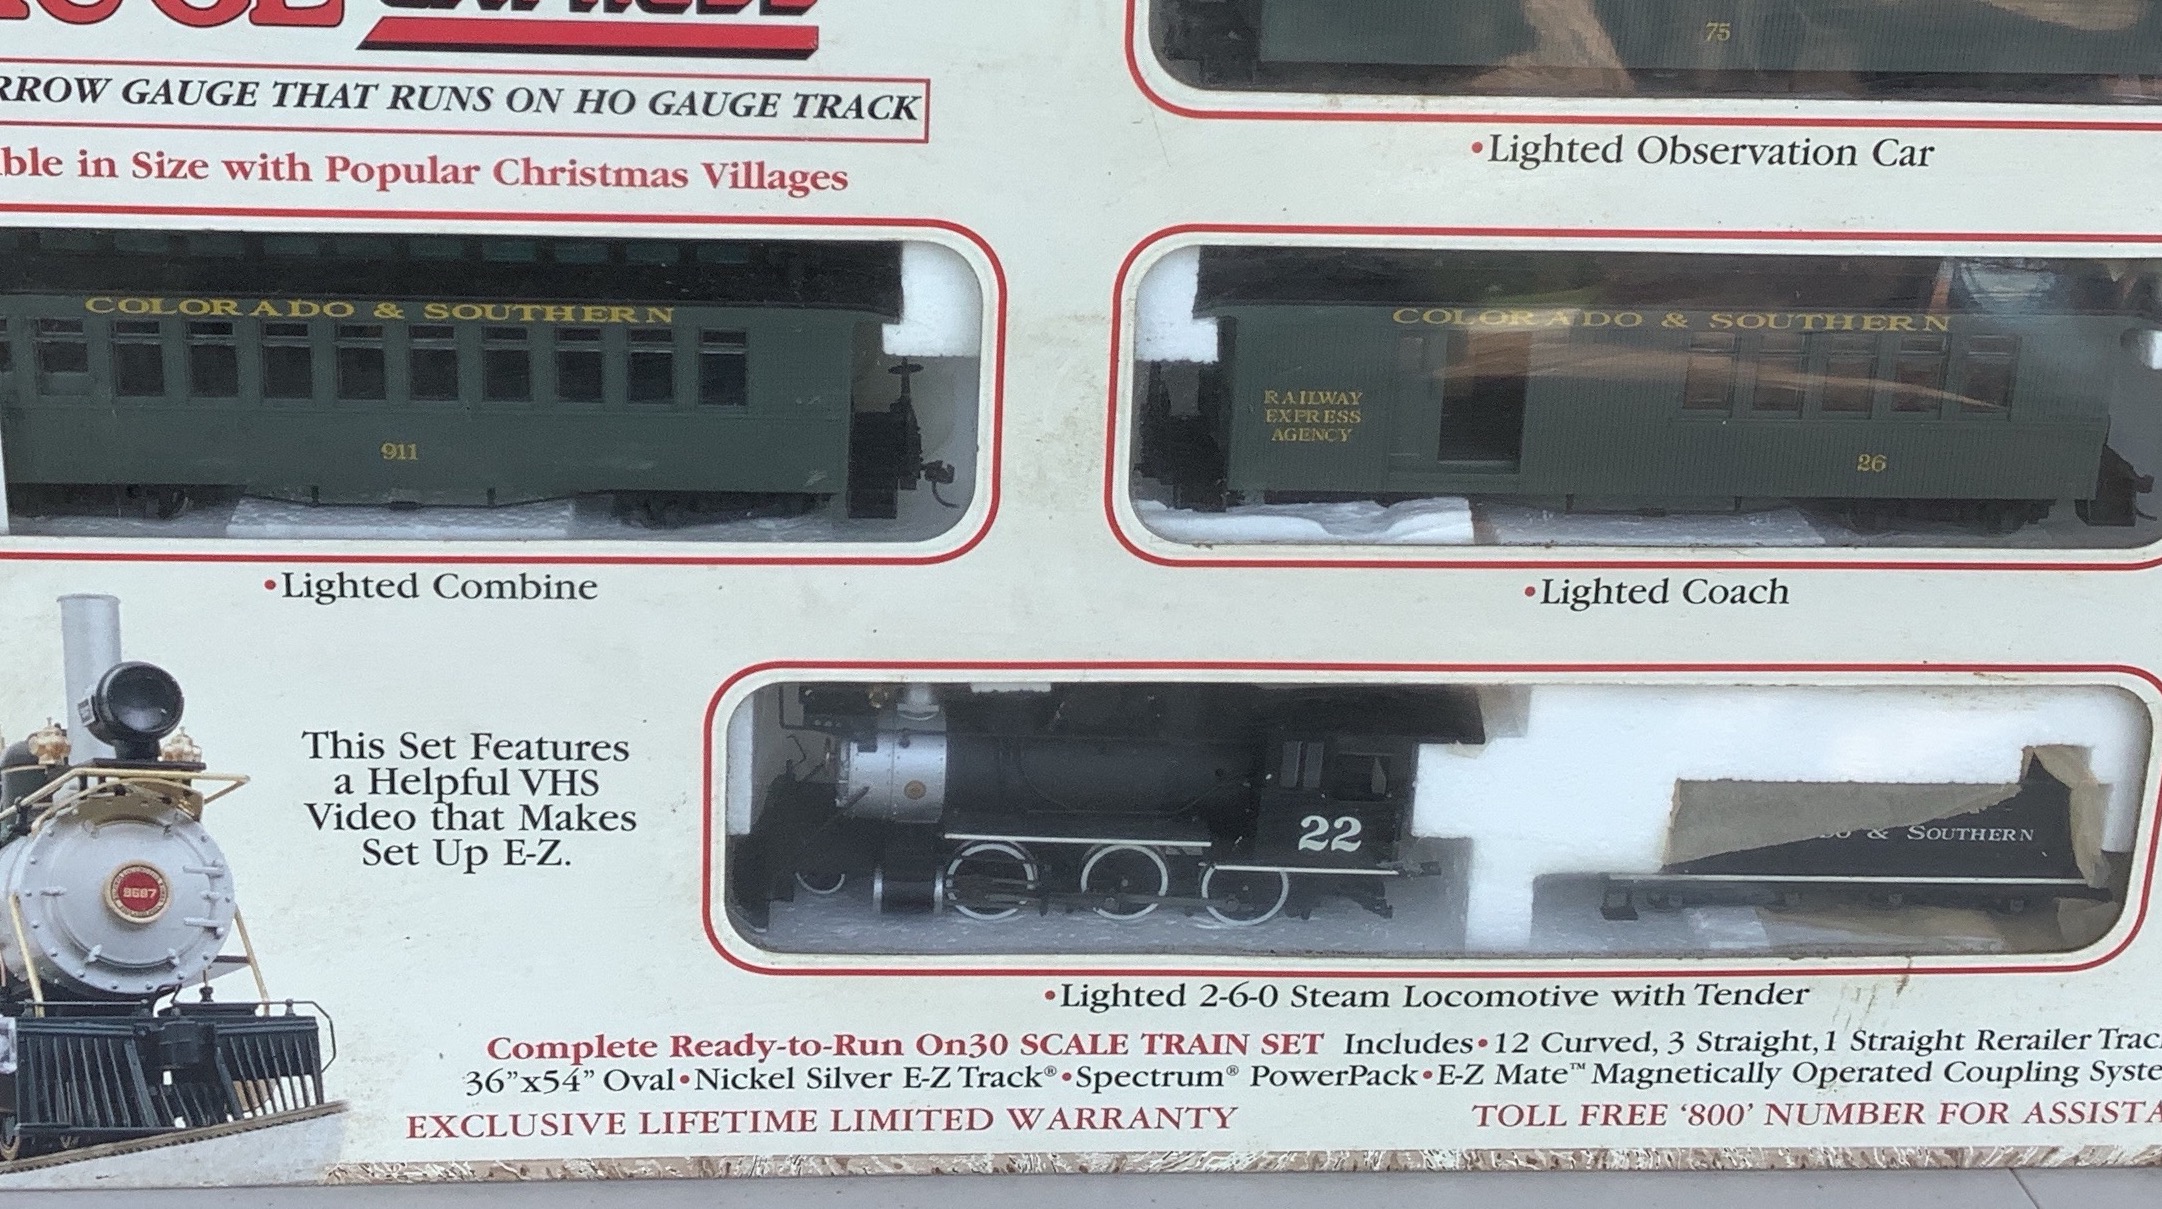 75
RROW GAUGE THAT RUNS ON HO GAUGE TRACK
•Lighted Observation Car
ble in Size with Popular Christmas Villages
COLORADO & SOUTHERN
911
COLORADO & SOUTHERN
RAILWAY
EXPRESS
AGENCY
26
•Lighted Combine
•Lighted Coach
This Set Features
a Helpful VHS
Video that Makes
Set Up E-Z.
8687
22
& SOUTHERN
•Lighted 2-6-0 Steam Locomotive with Tender
Complete Ready-to-Run On30 SCALE TRAIN SET Includes•12 Curved, 3 Straight, 1 Straight Rerailer Trac
36”x54” Oval•Nickel Silver E-Z Track®•Spectrum® PowerPack•E-Z Mate™ Magnetically Operated Coupling Syste
EXCLUSIVE LIFETIME LIMITED WARRANTY
TOLL FREE ‘800’ NUMBER FOR ASSISTA